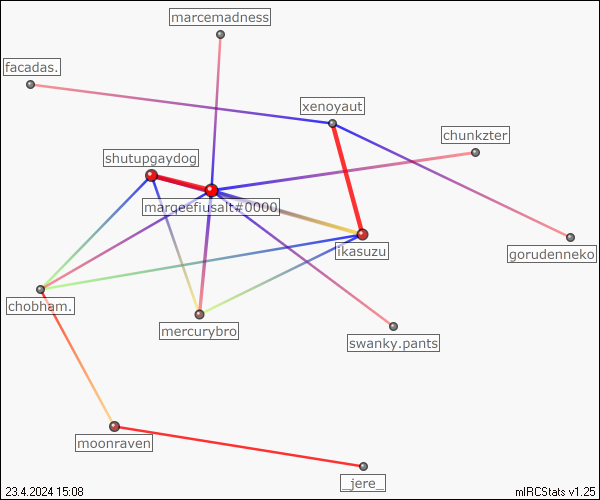 marcemadness
facadas.
xenoyaut
chunkzter
shutupgaydog
margeefiusalt#0000
ikasuzu
gorudenneko
chobham.
mercurybro
swanky.pants
moonraven
_jere_
23.4.2024 15:08
mIRCStats v1.25